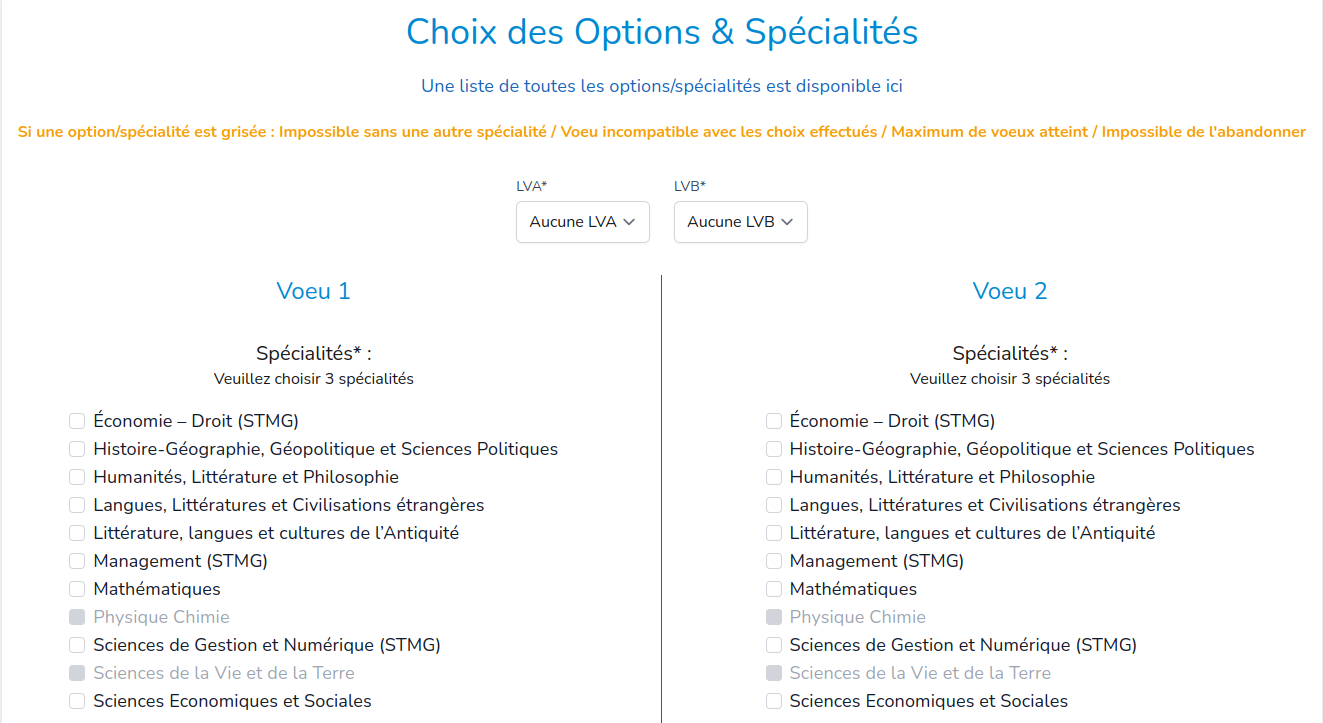 Choix des Options & Spécialités
Une liste de toutes les options/spécialités est disponible ici
Si une option/spécialité est grisée : Impossible sans une autre spécialité / Voeu incompatible avec les choix effectués / Maximum de voeux atteint / Impossible de l'abandonner
LVA*
Aucune LVA
LVB*
Aucune LVB
Voeu 1
Spécialités* :
Veuillez choisir 3 spécialités
Économie – Droit (STMG)
Histoire-Géographie, Géopolitique et Sciences Politiques
Humanités, Littérature et Philosophie
Langues, Littératures et Civilisations étrangères
Littérature, langues et cultures de l’Antiquité
Management (STMG)
Mathématiques
Physique Chimie
Sciences de Gestion et Numérique (STMG)
Sciences de la Vie et de la Terre
Sciences Economiques et Sociales
Voeu 2
Spécialités* :
Veuillez choisir 3 spécialités
Économie – Droit (STMG)
Histoire-Géographie, Géopolitique et Sciences Politiques
Humanités, Littérature et Philosophie
Langues, Littératures et Civilisations étrangères
Littérature, langues et cultures de l’Antiquité
Management (STMG)
Mathématiques
Physique Chimie
Sciences de Gestion et Numérique (STMG)
Sciences de la Vie et de la Terre
Sciences Economiques et Sociales